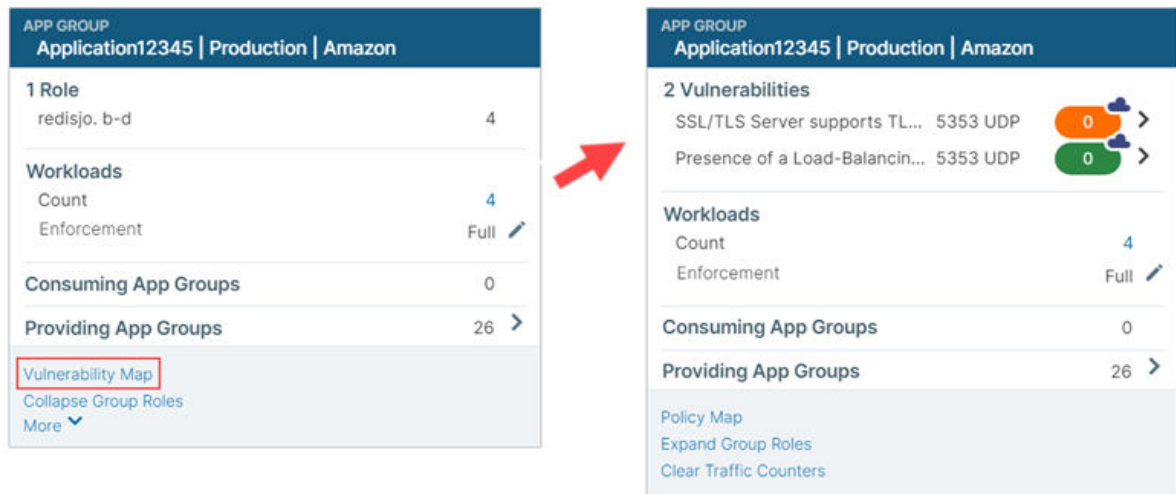 APP GROUP
Application12345 | Production | Amazon
1 Role
redisjo. b-d 4
Workloads
Count 4
Enforcement Full
Consuming App Groups 0
Providing App Groups 26
Vulnerability Map
Collapse Group Roles
More
APP GROUP
Application12345 | Production | Amazon
2 Vulnerabilities
SSL/TLS Server supports TL... 5353 UDP 0
Presence of a Load-Balancin... 5353 UDP 0
Workloads
Count 4
Enforcement Full
Consuming App Groups 0
Providing App Groups 26
Policy Map
Expand Group Roles
Clear Traffic Counters